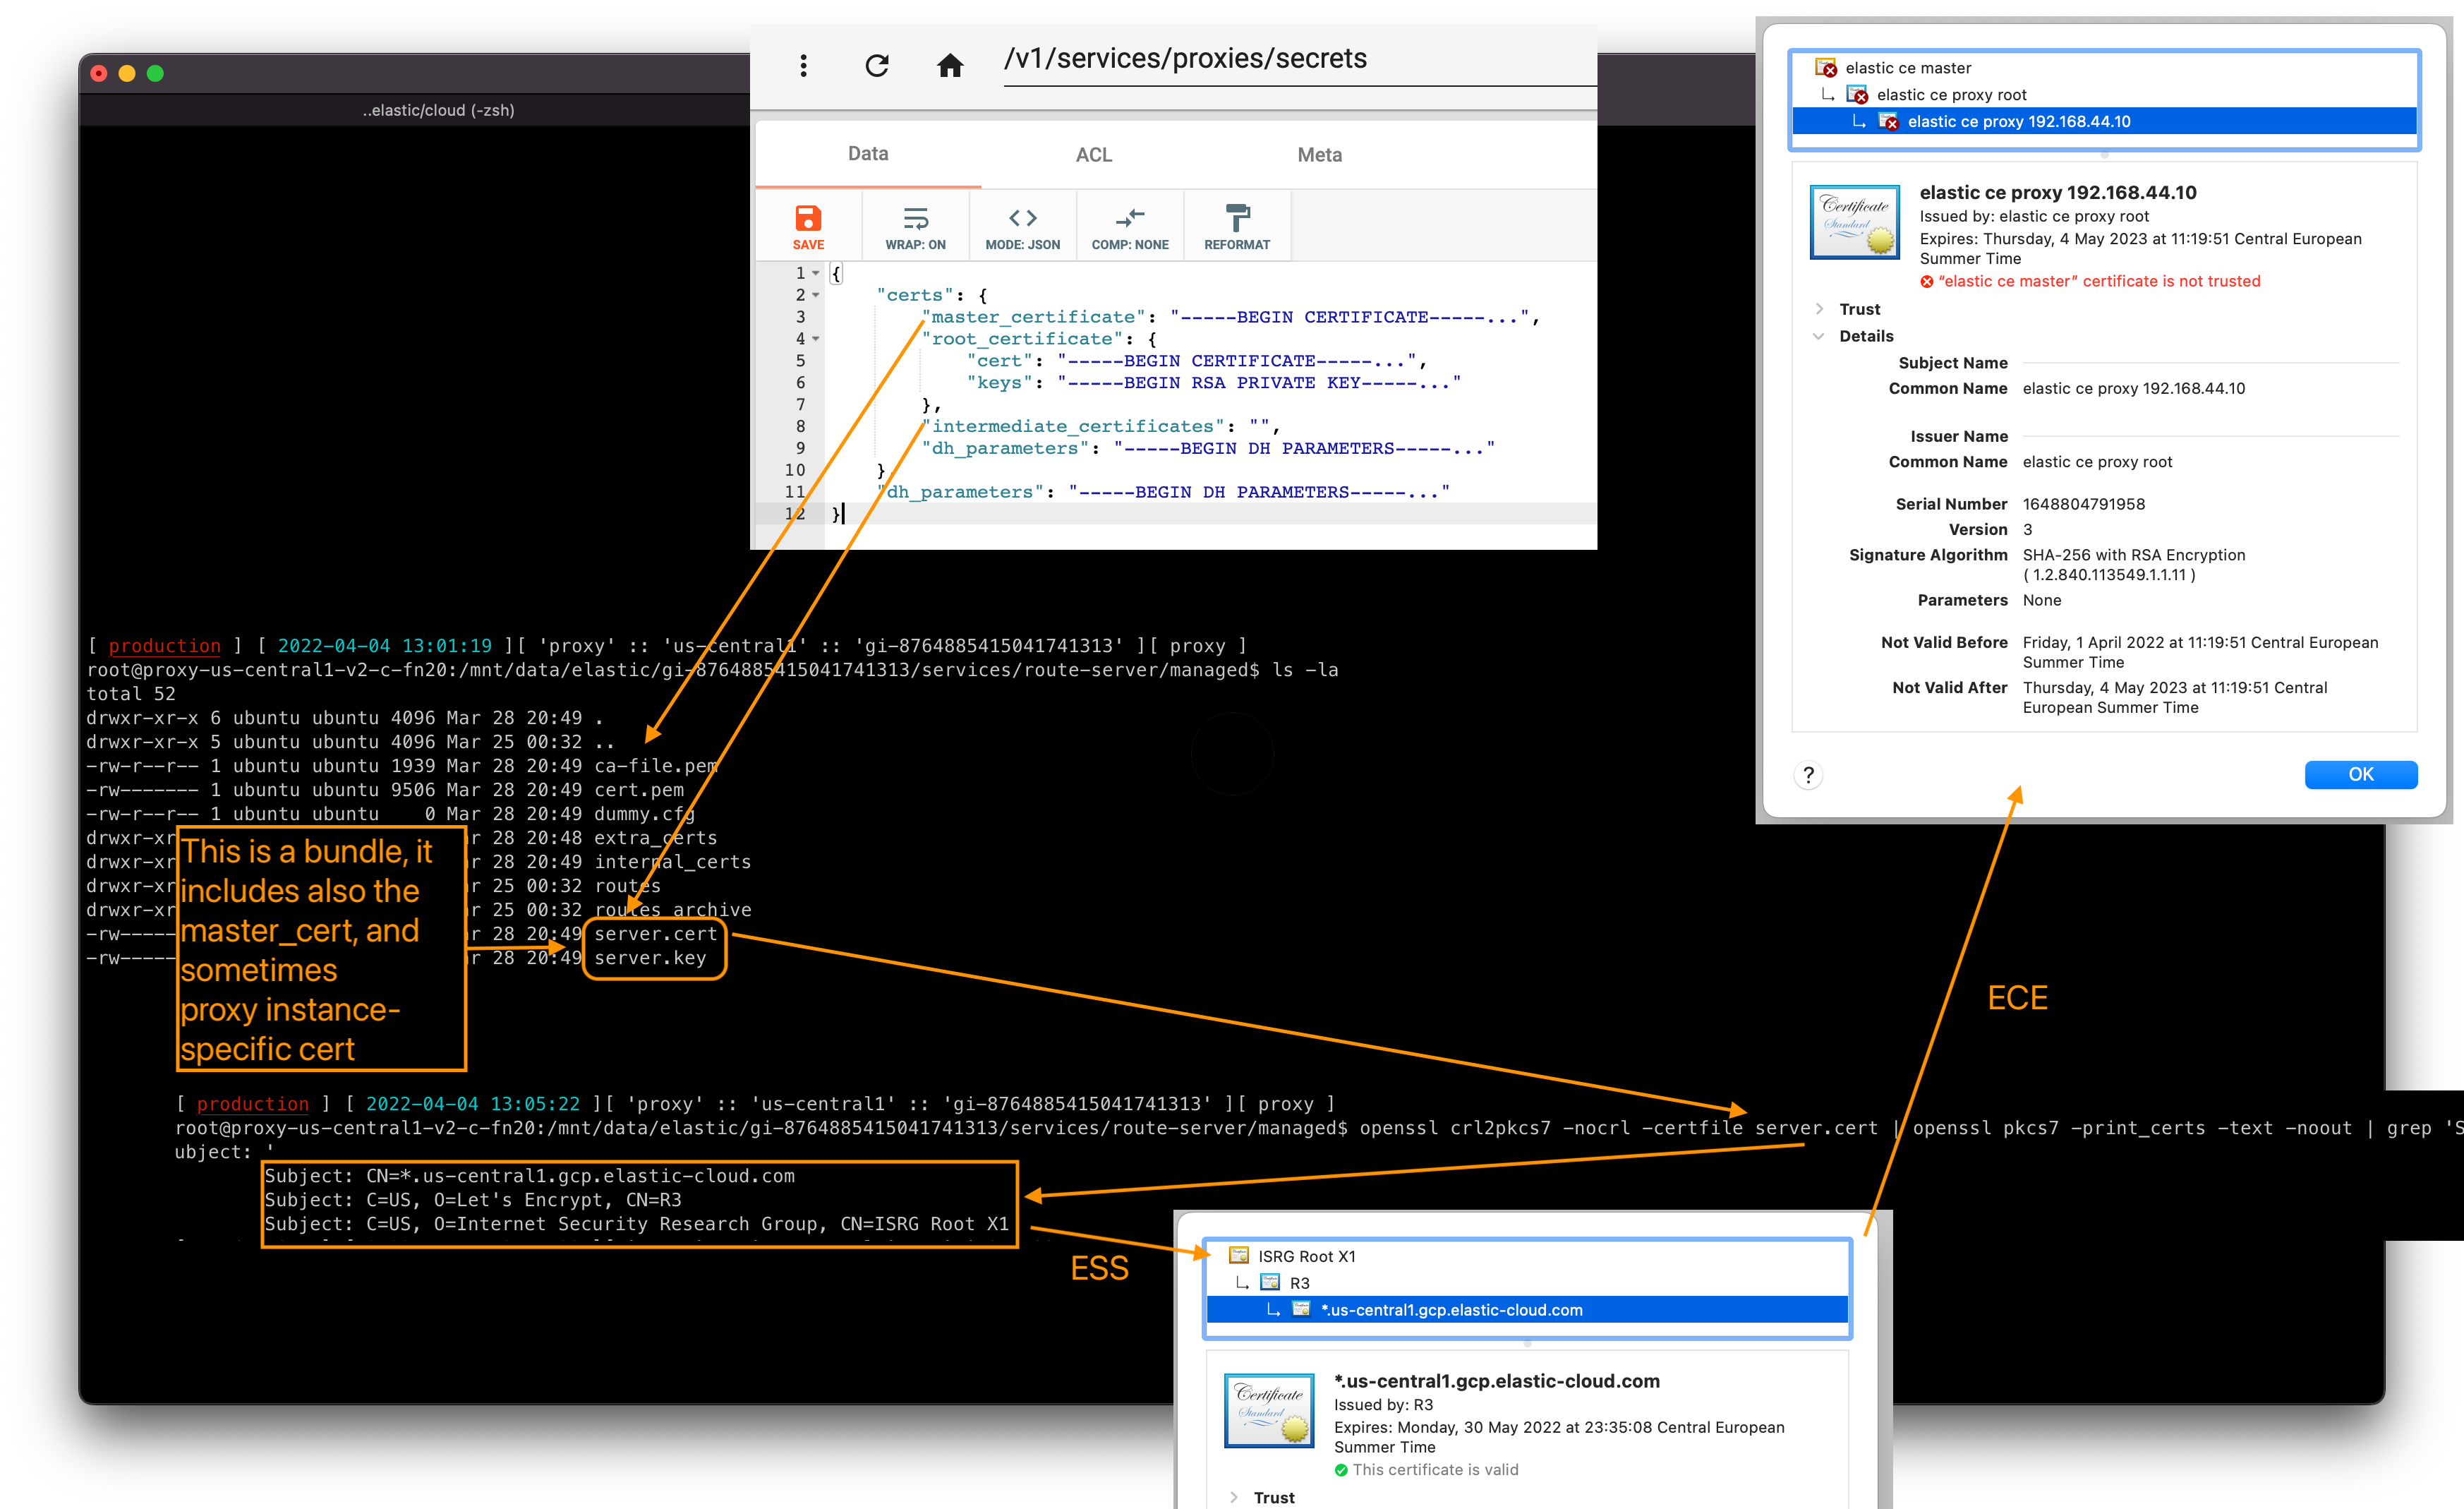 ..elastic/cloud (-zsh)
/v1/services/proxies/secrets
Data
ACL
Meta
SAVE
WRAP: ON
MODE: JSON
COMP: NONE
REFORMAT
1 {
2 "certs": {
3 "master_certificate": "-----BEGIN CERTIFICATE-----...",
4 "root_certificate": {
5 "cert": "-----BEGIN CERTIFICATE-----...",
6 "keys": "-----BEGIN RSA PRIVATE KEY-----..."
7 },
8 "intermediate_certificates": "",
9 "dh_parameters": "-----BEGIN DH PARAMETERS-----..."
10 },
11 "dh_parameters": "-----BEGIN DH PARAMETERS-----..."
12 }
elastic ce master
elastic ce proxy root
elastic ce proxy 192.168.44.10
Certificate
Standard
elastic ce proxy 192.168.44.10
Issued by: elastic ce proxy root
Expires: Thursday, 4 May 2023 at 11:19:51 Central European
Summer Time
"elastic ce master" certificate is not trusted
Trust
Details
Subject Name
Common Name elastic ce proxy 192.168.44.10
Issuer Name
Common Name elastic ce proxy root
Serial Number 1648804791958
Version 3
Signature Algorithm SHA-256 with RSA Encryption
( 1.2.840.113549.1.1.11 )
Parameters None
Not Valid Before Friday, 1 April 2022 at 11:19:51 Central European
Summer Time
Not Valid After Thursday, 4 May 2023 at 11:19:51 Central
European Summer Time
?
OK
[ production ] [ 2022-04-04 13:01:19 ][ 'proxy' :: 'us-central1' :: 'gi-8764885415041741313' ][ proxy ]
root@proxy-us-central1-v2-c-fn20:/mnt/data/elastic/gi-8764885415041741313/services/route-server/managed$ ls -la
total 52
drwxr-xr-x 6 ubuntu ubuntu 4096 Mar 28 20:49 .
drwxr-xr-x 5 ubuntu ubuntu 4096 Mar 25 00:32 ..
-rw-r--r-- 1 ubuntu ubuntu 1939 Mar 28 20:49 ca-file.pem
-rw------- 1 ubuntu ubuntu 9506 Mar 28 20:49 cert.pem
-rw-r--r-- 1 ubuntu ubuntu 0 Mar 28 20:49 dummy.cfg
drwxr-xr r 28 20:48 extra_certs
drwxr-xr r 28 20:49 internal_certs
drwxr-xr r 25 00:32 routes
drwxr-xr r 25 00:32 routes_archive
-rw----- r 28 20:49 server.cert
-rw----- r 28 20:49 server.key
This is a bundle, it
includes also the
master_cert, and
sometimes
proxy instance-
specific cert
ECE
[ production ] [ 2022-04-04 13:05:22 ][ 'proxy' :: 'us-central1' :: 'gi-8764885415041741313' ][ proxy ]
root@proxy-us-central1-v2-c-fn20:/mnt/data/elastic/gi-8764885415041741313/services/route-server/managed$ openssl crl2pkcs7 -nocrl -certfile server.cert | openssl pkcs7 -print_certs -text -noout | grep 'S
ubject: '
Subject: CN=*.us-central1.gcp.elastic-cloud.com
Subject: C=US, O=Let's Encrypt, CN=R3
Subject: C=US, O=Internet Security Research Group, CN=ISRG Root X1
ESS
ISRG Root X1
R3
*.us-central1.gcp.elastic-cloud.com
Certificate
Standard
*.us-central1.gcp.elastic-cloud.com
Issued by: R3
Expires: Monday, 30 May 2022 at 23:35:08 Central European
Summer Time
This certificate is valid
Trust